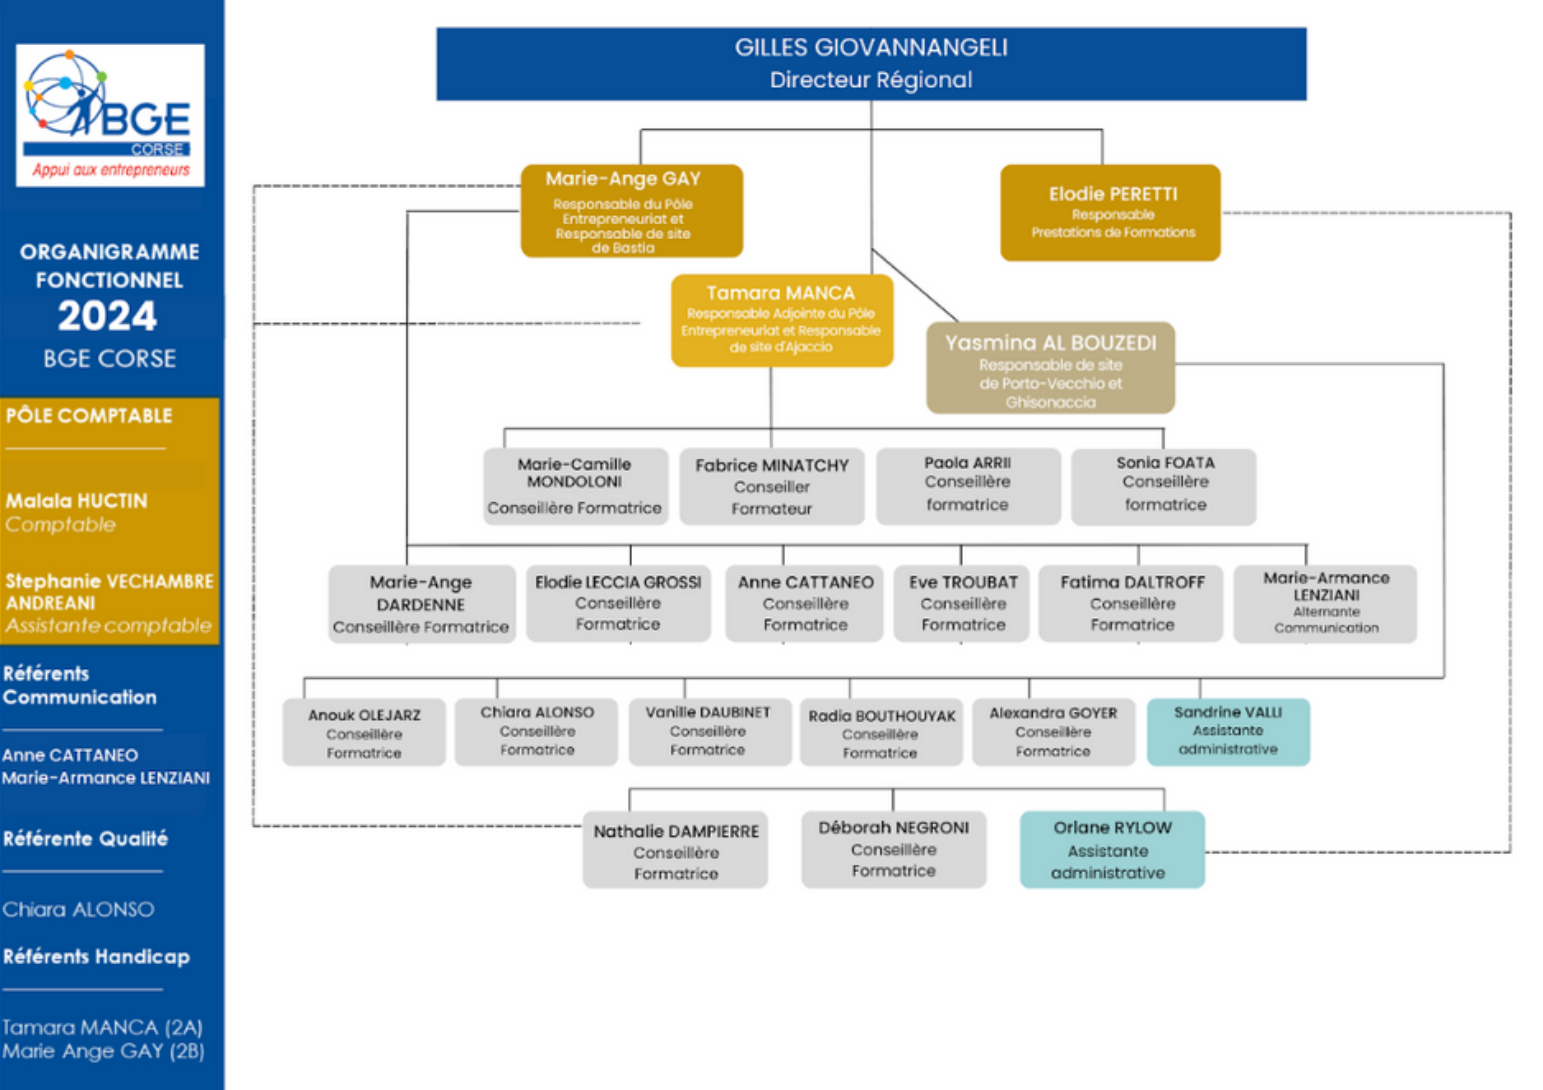 BGE
CORSE
Appui aux entrepreneurs
ORGANIGRAMME
FONCTIONNEL
2024
BGE CORSE
PÔLE COMPTABLE
Malala HUCTIN
Comptable
Stephanie VECHAMBRE
ANDREANI
Assistante comptable
Référents
Communication
Anne CATTANEO
Marie-Armance LENZIANI
Référente Qualité
Chiara ALONSO
Référents Handicap
Tamara MANCA (2A)
Marie Ange GAY (2B)
GILLES GIOVANNANGELI
Directeur Régional
Marie-Ange GAY
Responsable du Pôle
Entrepreneuriat et
Responsable de site
de Bastia
Elodie PERETTI
Responsable
Prestations de Formations
Tamara MANCA
Responsable Adjointe du Pôle
Entrepreneuriat et Responsable
de site d'Ajaccio
Yasmina AL BOUZEDI
Responsable de site
de Porto-Vecchio et
Ghisonaccia
Marie-Camille
MONDOLONI
Conseillère Formatrice
Fabrice MINATCHY
Conseiller
Formateur
Paola ARRII
Conseillère
formatrice
Sonia FOATA
Conseillère
formatrice
Marie-Ange
DARDENNE
Conseillère Formatrice
Elodie LECCIA GROSSI
Conseillère
Formatrice
Anne CATTANEO
Conseillère
Formatrice
Eve TROUBAT
Conseillère
Formatrice
Fatima DALTROFF
Conseillère
Formatrice
Marie-Armance
LENZIANI
Alternante
Communication
Anouk OLEJARZ
Conseillère
Formatrice
Chiara ALONSO
Conseillère
Formatrice
Vanille DAUBINET
Conseillère
Formatrice
Radia BOUTHOUYAK
Conseillère
Formatrice
Alexandra GOYER
Conseillère
Formatrice
Sandrine VALLI
Assistante
administrative
Nathalie DAMPIERRE
Conseillère
Formatrice
Déborah NEGRONI
Conseillère
Formatrice
Orlane RYLOW
Assistante
administrative